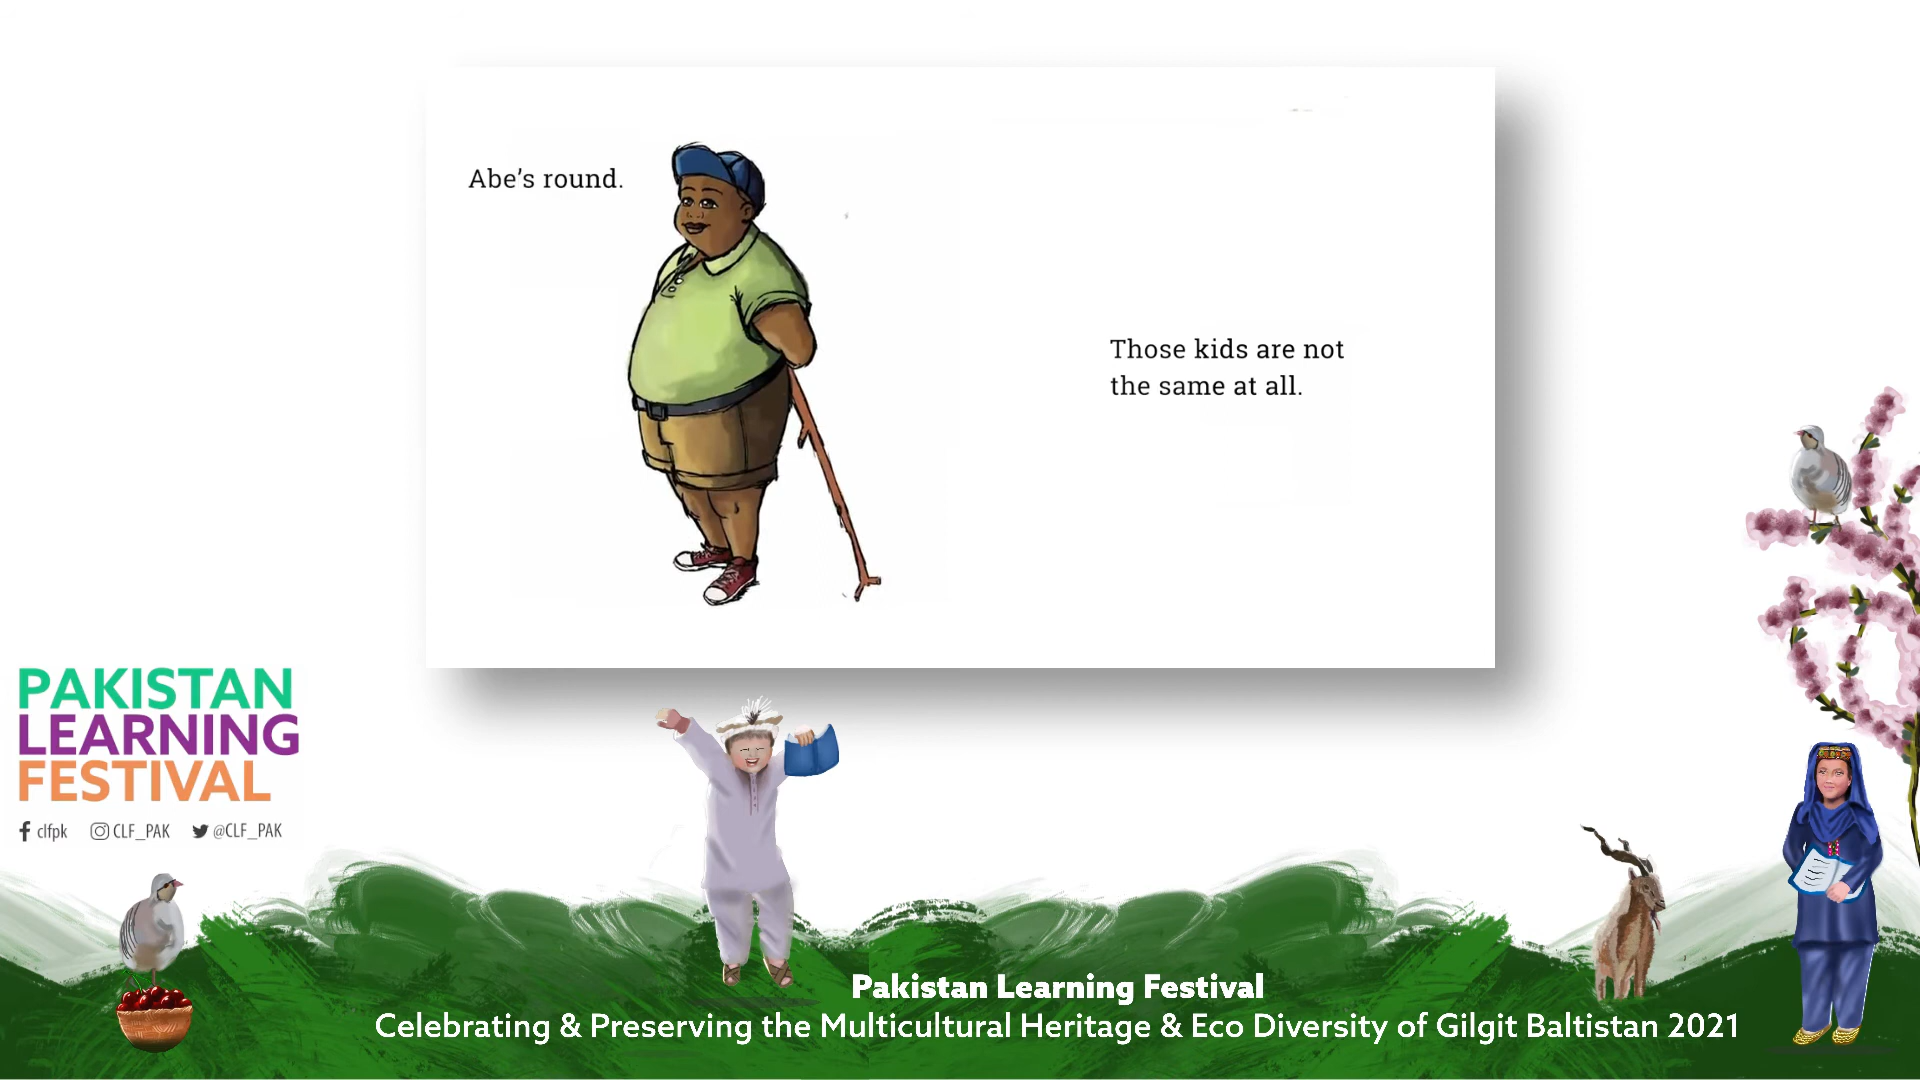 Abe's round.
Those kids are not
the same at all.
PAKISTAN
LEARNING
FESTIVAL
clfpk CLF_PAK @CLF_PAK
Pakistan Learning Festival
Celebrating & Preserving the Multicultural Heritage & Eco Diversity of Gilgit Baltistan 2021